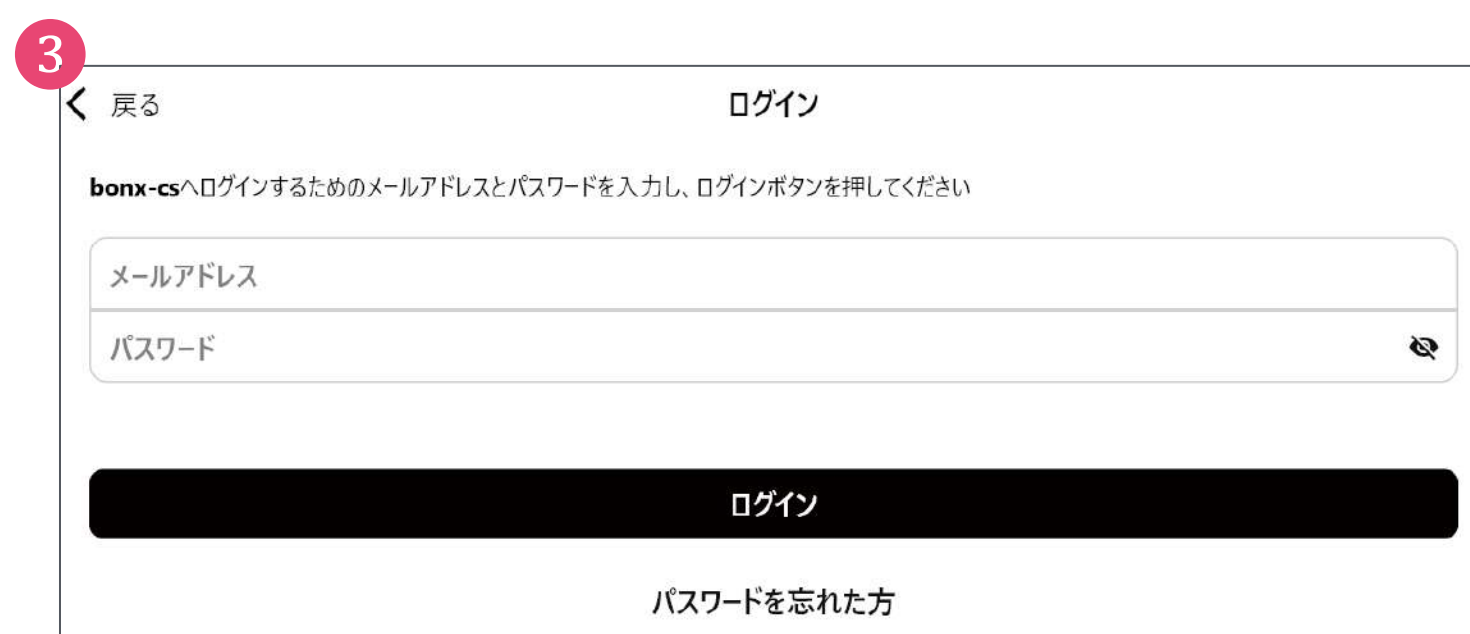 3
戻る
ログイン
bonx-csへログインするためのメールアドレスとパスワードを入力し、ログインボタンを押してください
メールアドレス
パスワード
ログイン
パスワードを忘れた方